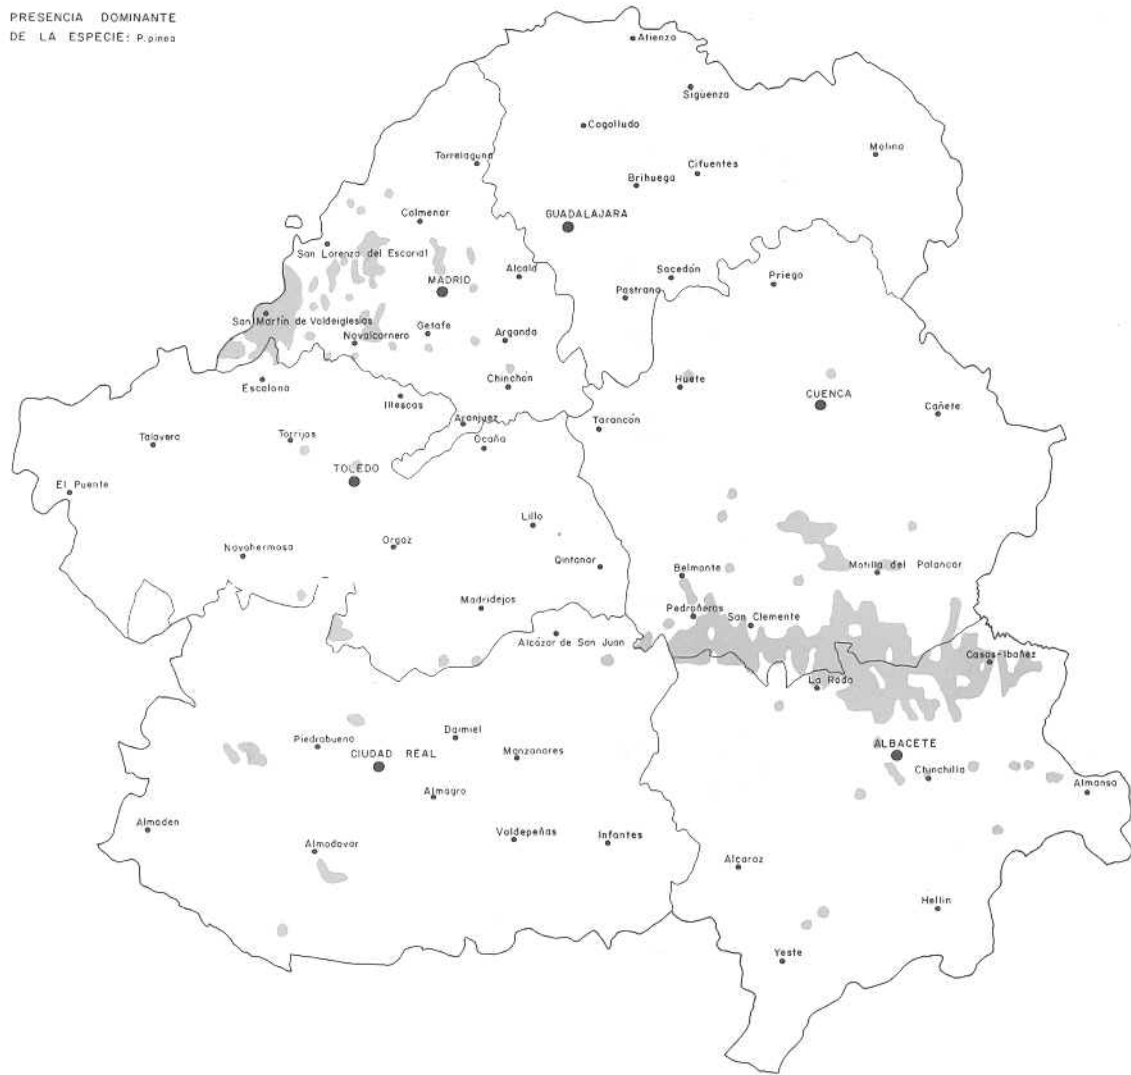 PRESENCIA DOMINANTE
DE LA ESPECIE: P. pinea
Atienza
Sigüenza
Cogolludo
Molina
Torrelaguna
Cifuentes
Brihuega
Colmenar
GUADALAJARA
San Lorenzo del Escorial
Alcalá
Sacedón
Priego
MADRID
Pastrana
San Martín de Valdeiglesias
Getafe
Navalcarnero
Arganda
Escalona
Chinchón
Huete
CUENCA
Illescas
Cañete
Aranjuez
Tarancón
Talavera
Torrijos
Ocaña
TOLEDO
El Puente
Lillo
Orgaz
Navahermosa
Qintanar
Belmonte
Motilla del Palancar
Madridejos
Pedroñeras
San Clemente
Alcázar de San Juan
Casas-Ibañez
La Roda
Piedrabuena
Daimiel
CIUDAD REAL
Manzanares
ALBACETE
Chinchilla
Almansa
Almagro
Almaden
Almodovar
Valdepeñas
Infantes
Alcaraz
Hellin
Yeste